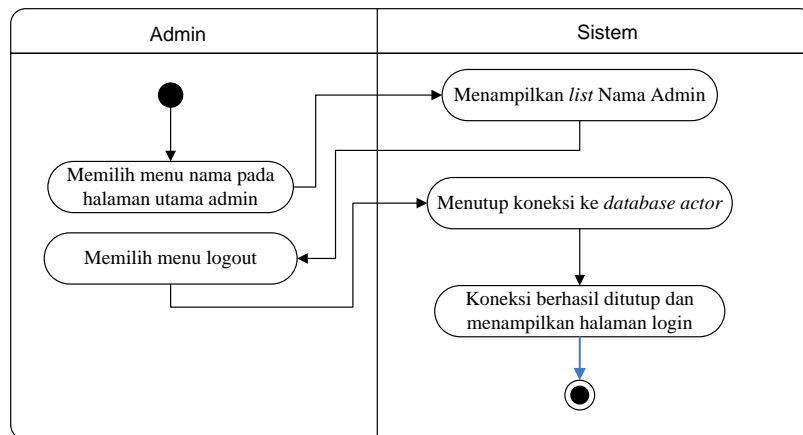 Admin
Sistem
Menampilkan list Nama Admin
Memilih menu nama pada
halaman utama admin
Menutup koneksi ke database actor
Memilih menu logout
Koneksi berhasil ditutup dan
menampilkan halaman login